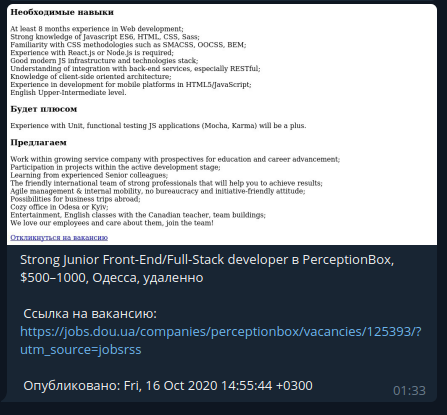 Необходимые навыки
At least 8 months experience in Web development;
Strong knowledge of Javascript ES6, HTML, CSS, Sass;
Familiarity with CSS methodologies such as SMACSS, OOCSS, BEM;
Experience with React.js or Node.js is required;
Good modern JS infrastructure and technologies stack;
Understanding of integration with back-end services, especially RESTful;
Knowledge of client-side oriented architecture;
Experience in development for mobile platforms in HTML5/JavaScript;
English Upper-Intermediate level.
Будет плюсом
Experience with Unit, functional testing JS applications (Mocha, Karma) will be a plus.
Предлагаем
Work within growing service company with prospectives for education and career advancement;
Participation in projects within the active development stage;
Learning from experienced Senior colleagues;
The friendly international team of strong professionals that will help you to achieve results;
Agile management & internal mobility, no bureaucracy and initiative-friendly attitude;
Possibilities for business trips abroad;
Cozy office in Odesa or Kyiv;
Entertainment, English classes with the Canadian teacher, team buildings;
We love our employees and care about them, join the team!
Откликнуться на вакансию
Strong Junior Front-End/Full-Stack developer в PerceptionBox,
$500–1000, Одесса, удаленно
Ссылка на вакансию:
https://jobs.dou.ua/companies/perceptionbox/vacancies/125393/?
utm_source=jobsrss
Опубликовано: Fri, 16 Oct 2020 14:55:44 +0300
01:33